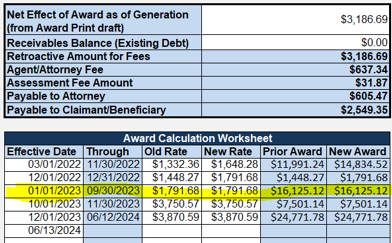 Net Effect of Award as of Generation $3,186.69
(from Award Print draft)
Receivables Balance (Existing Debt) $0.00
Retroactive Amount for Fees $3,186.69
Agent/Attorney Fee $637.34
Assessment Fee Amount $31.87
Payable to Attorney $605.47
Payable to Claimant/Beneficiary $2,549.35
Award Calculation Worksheet
Effective Date Through Old Rate New Rate Prior Award New Award
03/01/2022 11/30/2022 $1,332.36 $1,648.28 $11,991.24 $14,834.52
12/01/2022 12/31/2022 $1,448.27 $1,791.68 $1,448.27 $1,791.68
01/01/2023 09/30/2023 $1,791.68 $1,791.68 $16,125.12 $16,125.12
10/01/2023 11/30/2023 $3,750.57 $3,750.57 $7,501.14 $7,501.14
12/01/2023 06/12/2024 $3,870.59 $3,870.59 $24,771.78 $24,771.78
06/13/2024